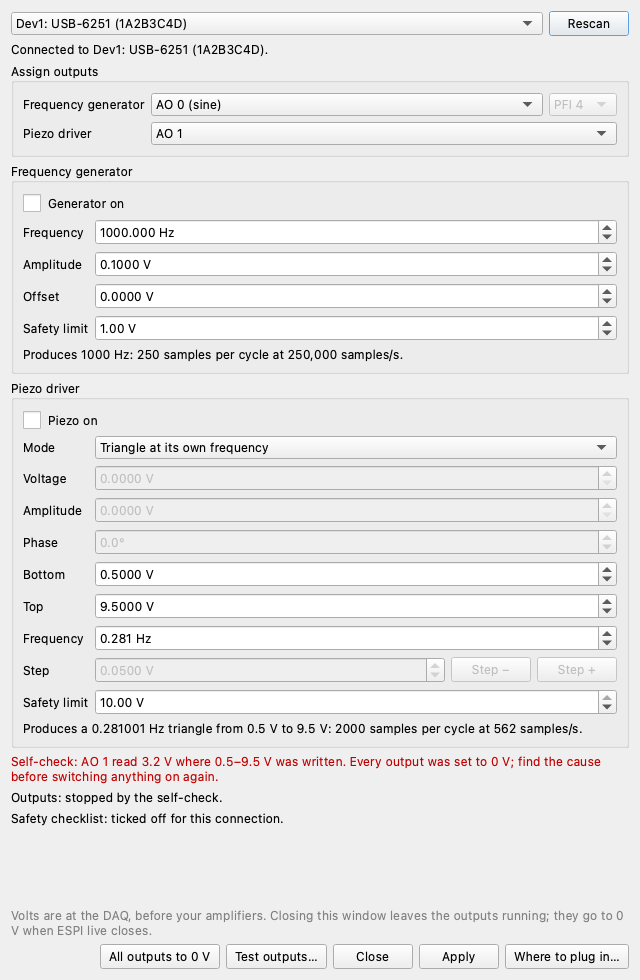 Dev1: USB-6251 (1A2B3C4D)
Rescan
Connected to Dev1: USB-6251 (1A2B3C4D).
Assign outputs
Frequency generator AO 0 (sine) PFI 4
Piezo driver AO 1
Frequency generator
Generator on
Frequency 1000.000 Hz
Amplitude 0.1000 V
Offset 0.0000 V
Safety limit 1.00 V
Produces 1000 Hz: 250 samples per cycle at 250,000 samples/s.
Piezo driver
Piezo on
Mode Triangle at its own frequency
Voltage 0.0000 V
Amplitude 0.0000 V
Phase 0.0°
Bottom 0.5000 V
Top 9.5000 V
Frequency 0.281 Hz
Step 0.0500 V Step − Step +
Safety limit 10.00 V
Produces a 0.281001 Hz triangle from 0.5 V to 9.5 V: 2000 samples per cycle at 562 samples/s.
Self-check: AO 1 read 3.2 V where 0.5–9.5 V was written. Every output was set to 0 V; find the cause
before switching anything on again.
Outputs: stopped by the self-check.
Safety checklist: ticked off for this connection.
Volts are at the DAQ, before your amplifiers. Closing this window leaves the outputs running; they go to 0
V when ESPI live closes.
All outputs to 0 V Test outputs... Close Apply Where to plug in...